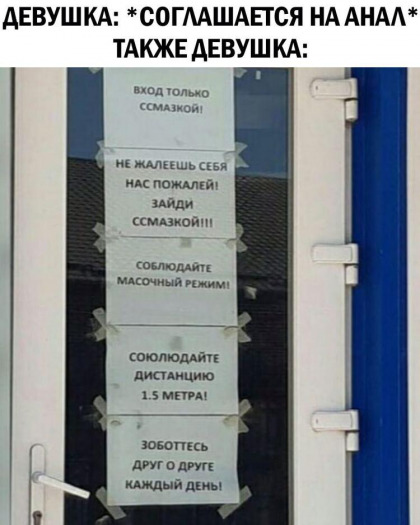 ДЕВУШКА: *СОГЛАШАЕТСЯ НА АНАЛ*
ТАКЖЕ ДЕВУШКА:
ВХОД ТОЛЬКО
ССМАЗКОЙ!
НЕ ЖАЛЕЕШЬ СЕБЯ
НАС ПОЖАЛЕЙ!
ЗАЙДИ
ССМАЗКОЙ!!!
СОБЛЮДАЙТЕ
МАСОЧНЫЙ РЕЖИМ!
СОЮЛЮДАЙТЕ
ДИСТАНЦИЮ
1.5 МЕТРА!
ЗОБОТТЕСЬ
ДРУГ О ДРУГЕ
КАЖДЫЙ ДЕНЬ!